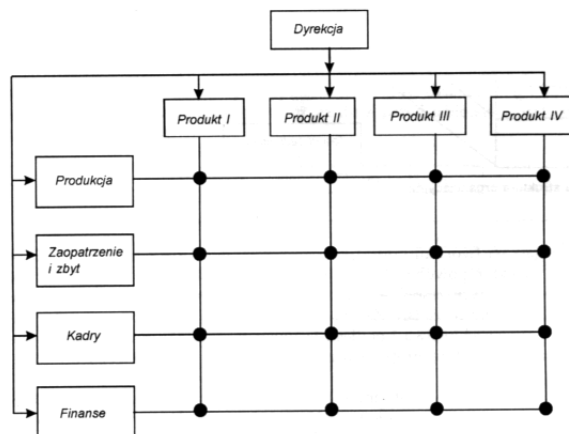 Dyrekcja
Produkt I
Produkt II
Produkt III
Produkt IV
Produkcja
Zaopatrzenie
i zbyt
Kadry
Finanse